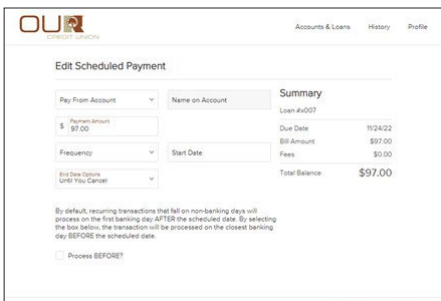 OUR
CREDIT UNION
Accounts & Loans History Profile
Edit Scheduled Payment
Pay From Account
Name on Account
$ Payment Amount
97.00
Frequency
Start Date
End Date Options
Until You Cancel
Summary
Loan #x007
Due Date 11/24/22
Bill Amount $97.00
Fees $0.00
Total Balance $97.00
By default, recurring transactions that fall on non-banking days will
process on the first banking day AFTER the scheduled date. By selecting
the box below, the transaction will be processed on the closest banking
day BEFORE the scheduled date.
Process BEFORE?